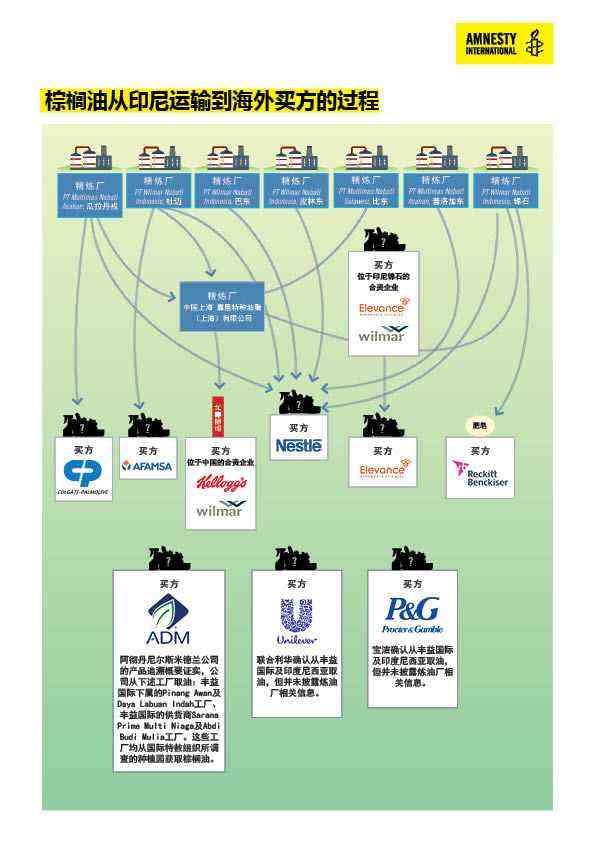 AMNESTY
INTERNATIONAL
棕榈油从印尼运输到海外买方的过程
精炼厂
PT Multimas Nabati
Asahan, 瓜拉丹戎
精炼厂
PT Wilmar Nabati
Indonesia, 杜迈
精炼厂
PT Wilmar Nabati
Indonesia, 巴东
精炼厂
PT Wilmar Nabati
Indonesia, 皮林东
精炼厂
PT Multimas Nabati
Sulawesi, 比东
精炼厂
PT Multimas Nabati
Asahan, 普洛加东
精炼厂
PT Wilmar Nabati
Indonesia, 锦石
精炼厂
中国上海 嘉里特种油脂
(上海)有限公司
?
买方
位于印尼锦石的
合资企业
Elevance
wilmar
?
买方
CP
COLGATE-PALMOLIVE
?
买方
AFAMSA
买方
位于中国的合资企业
Kellogg's
wilmar
?
买方
Nestlé
?
买方
Elevance
肥皂
买方
Reckitt
Benckiser
?
买方
ADM
阿彻丹尼尔斯米德兰公司
的产品追溯概要证实，公
司从下述工厂取油：丰益
国际下属的Pinang Awan及
Daya Labuan Indah工厂、
丰益国际的供货商Sarana
Prima Multi Niaga及Abdi
Budi Mulia工厂。这些工
厂均从国际特赦组织所调
查的种植园获取棕榈油。
?
买方
Unilever
联合利华确认从丰益国际
及印度尼西亚取油
油，但并未披露炼油
厂相关信息。
?
买方
P&G
Procter&Gamble
宝洁确认从丰益国际
及印度尼西亚取油，
但并未披露炼油厂相
关信息。